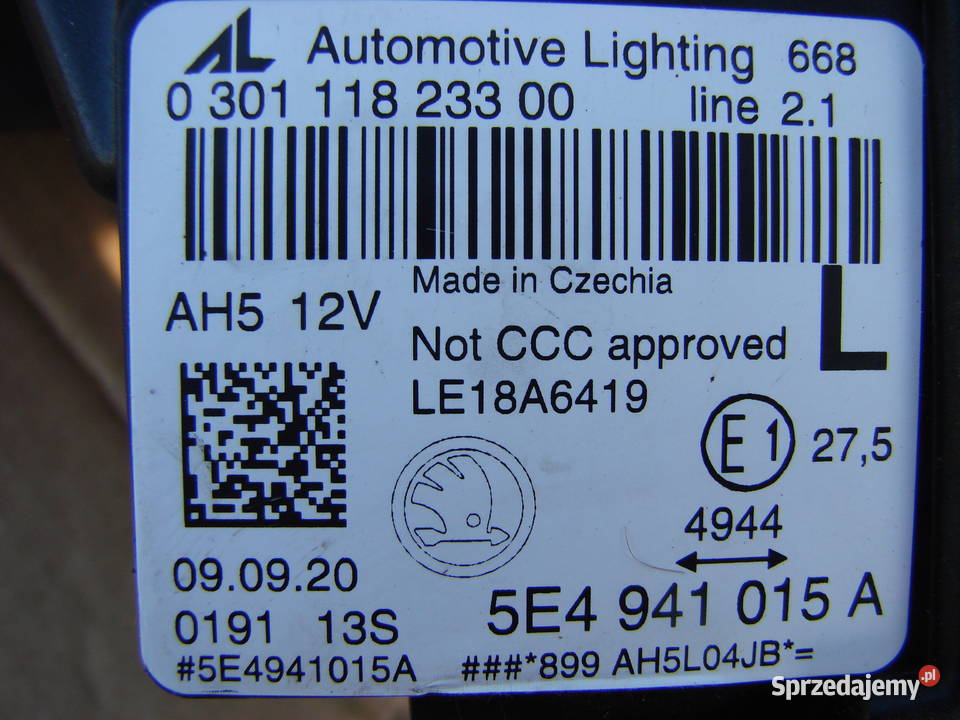 AL Automotive Lighting 668
0 301 118 233 00 line 2.1
Made in Czechia
AH5 12V
L
Not CCC approved
LE18A6419
E1 27,5
4944
09.09.20
5E4 941 015 A
0191 13S
#5E4941015A ###*899 AH5L04JB*=
Sprzedajemy.pl